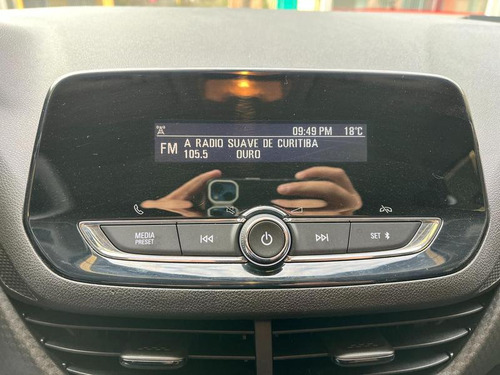 09:49 PM 18°C
FM A RADIO SUAVE DE CURITIBA
105.5 OURO
MEDIA
PRESET
SET